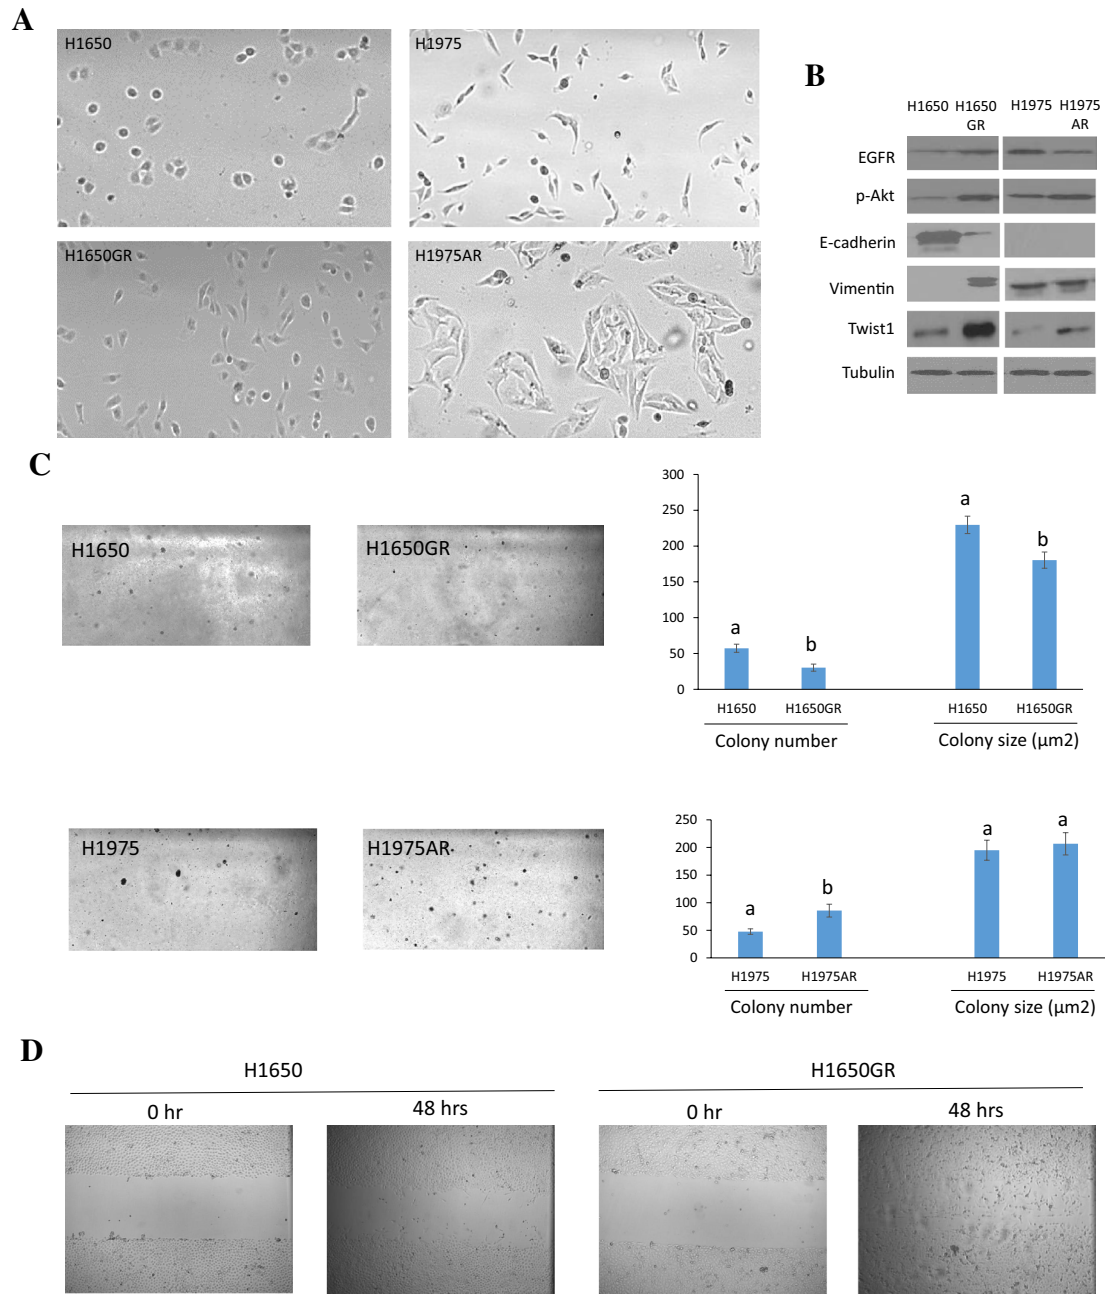 A
H1650
H1975
H1650GR
H1975AR
B
H1650 H1650 GR H1975 H1975 AR
EGFR
p-Akt
E-cadherin
Vimentin
Twist1
Tubulin
C
H1650
H1650GR
300
250
200
150
100
50
0
a
b
a
b
H1650 H1650GR H1650 H1650GR
Colony number Colony size (μm2)
H1975
H1975AR
250
200
150
100
50
0
a
b
a
a
H1975 H1975AR H1975 H1975AR
Colony number Colony size (μm2)
D
H1650 H1650GR
0 hr 48 hrs 0 hr 48 hrs